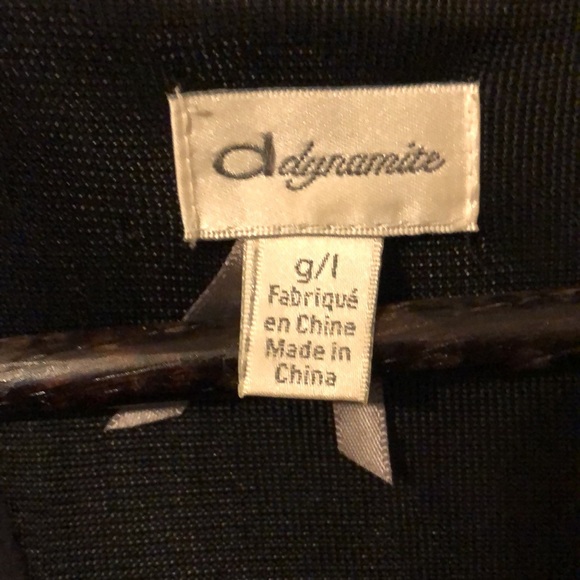 d dynamite
g/l
Fabriqué
en Chine
Made in
China